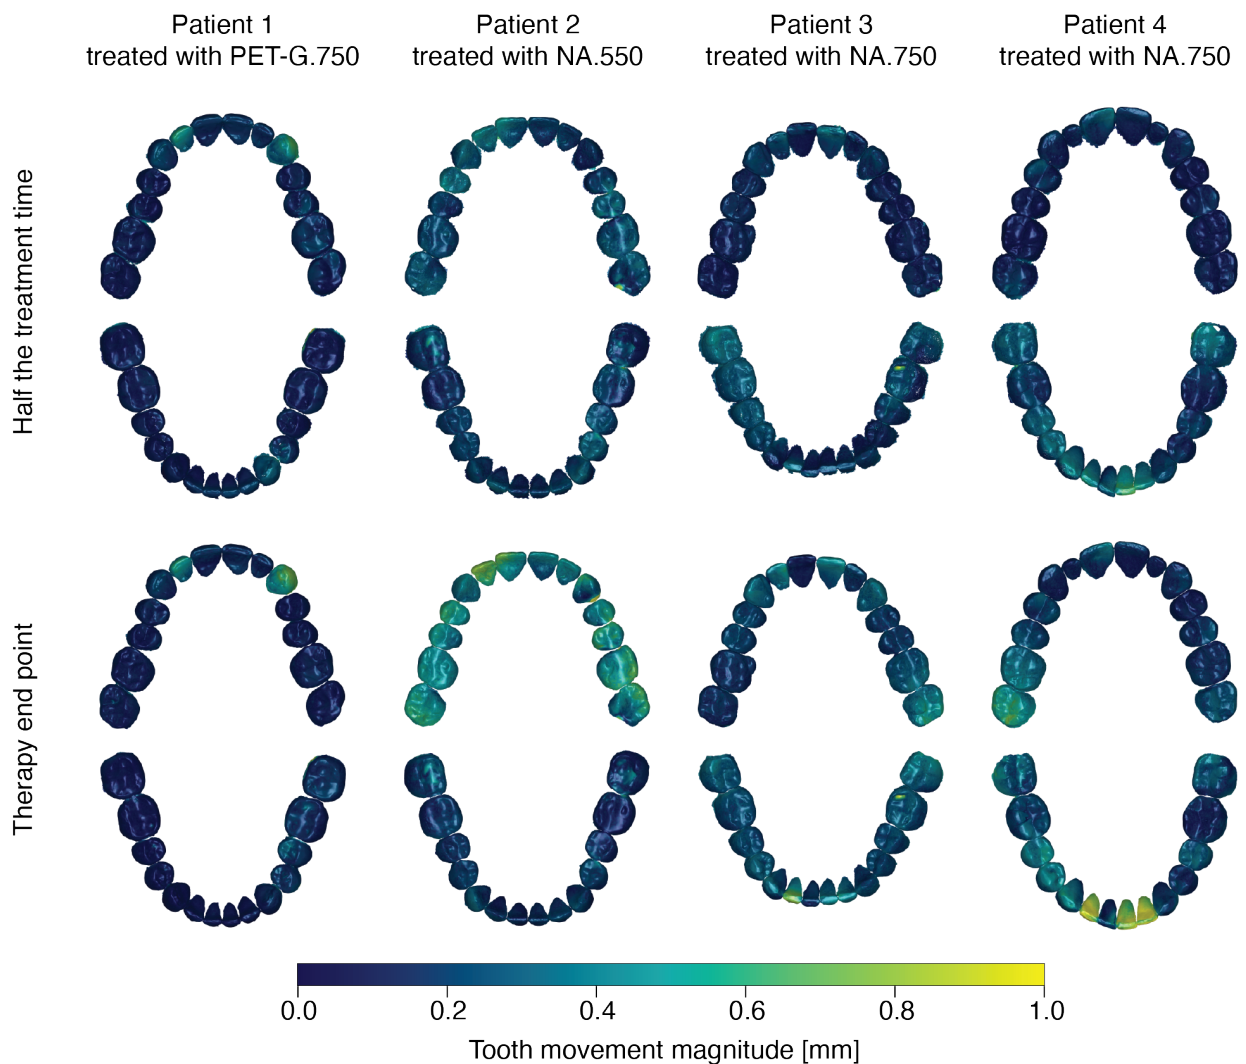 Patient 1
treated with PET-G.750
Patient 2
treated with NA.550
Patient 3
treated with NA.750
Patient 4
treated with NA.750
Half the treatment time
Therapy end point
0.0
0.2
0.4
0.6
0.8
1.0
Tooth movement magnitude [mm]